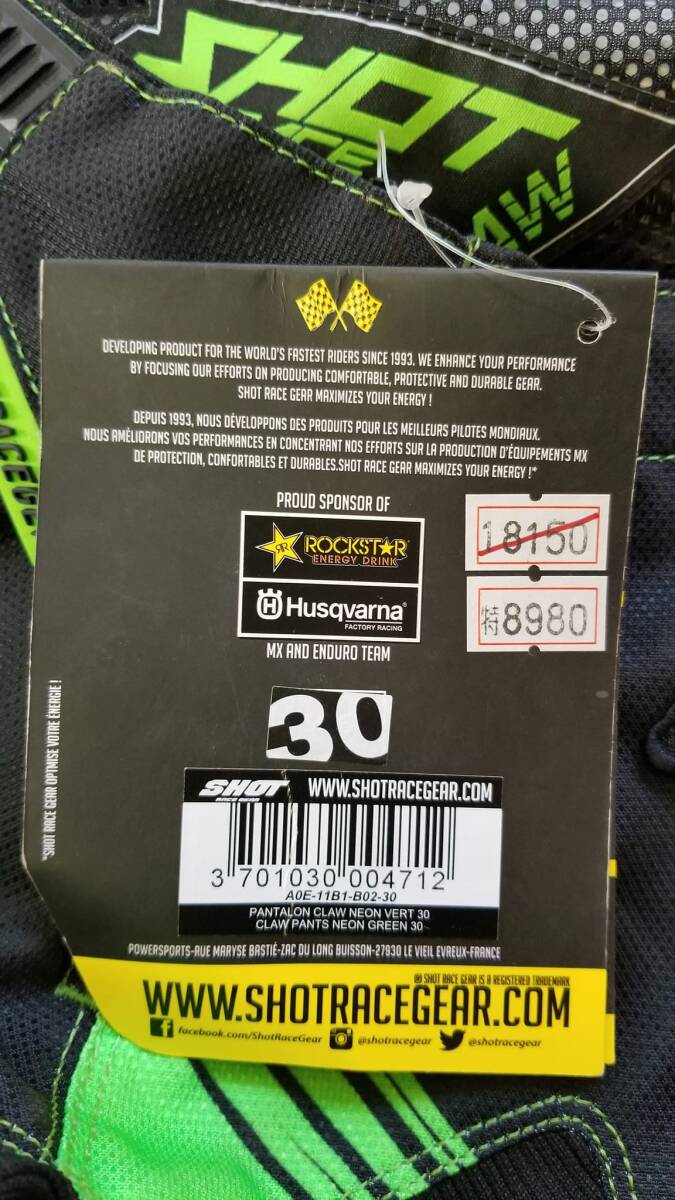 SHOT
DEVELOPING PRODUCT FOR THE WORLD'S FASTEST RIDERS SINCE 1993. WE ENHANCE YOUR PERFORMANCE
BY FOCUSING OUR EFFORTS ON PRODUCING COMFORTABLE, PROTECTIVE AND DURABLE GEAR.
SHOT RACE GEAR MAXIMIZES YOUR ENERGY !
DEPUIS 1993, NOUS DÉVELOPPONS DES PRODUITS POUR LES MEILLEURS PILOTES MONDIAUX.
NOUS AMÉLIORONS VOS PERFORMANCES EN CONCENTRANT NOS EFFORTS SUR LA PRODUCTION D'ÉQUIPEMENTS MX
DE PROTECTION, CONFORTABLES ET DURABLES.SHOT RACE GEAR MAXIMIZES YOUR ENERGY !*
PROUD SPONSOR OF
ROCKSTAR
ENERGY DRINK
Husqvarna
FACTORY RACING
MX AND ENDURO TEAM
18150
特8980
*SHOT RACE GEAR OPTIMISE VOTRE ÉNERGIE !
30
SHOT RACE GEAR WWW.SHOTRACEGEAR.COM
3 701030 004712
A0E-11B1-B02-30
PANTALON CLAW NEON VERT 30
CLAW PANTS NEON GREEN 30
POWERSPORTS-RUE MARYSE BASTIÉ-ZAC DU LONG BUISSON-27930 LE VIEIL EVREUX-FRANCE
® SHOT RACE GEAR IS A REGISTERED TRADEMARK
WWW.SHOTRACEGEAR.COM
facebook.com/ShotRaceGear @shotracegear @shotracegear